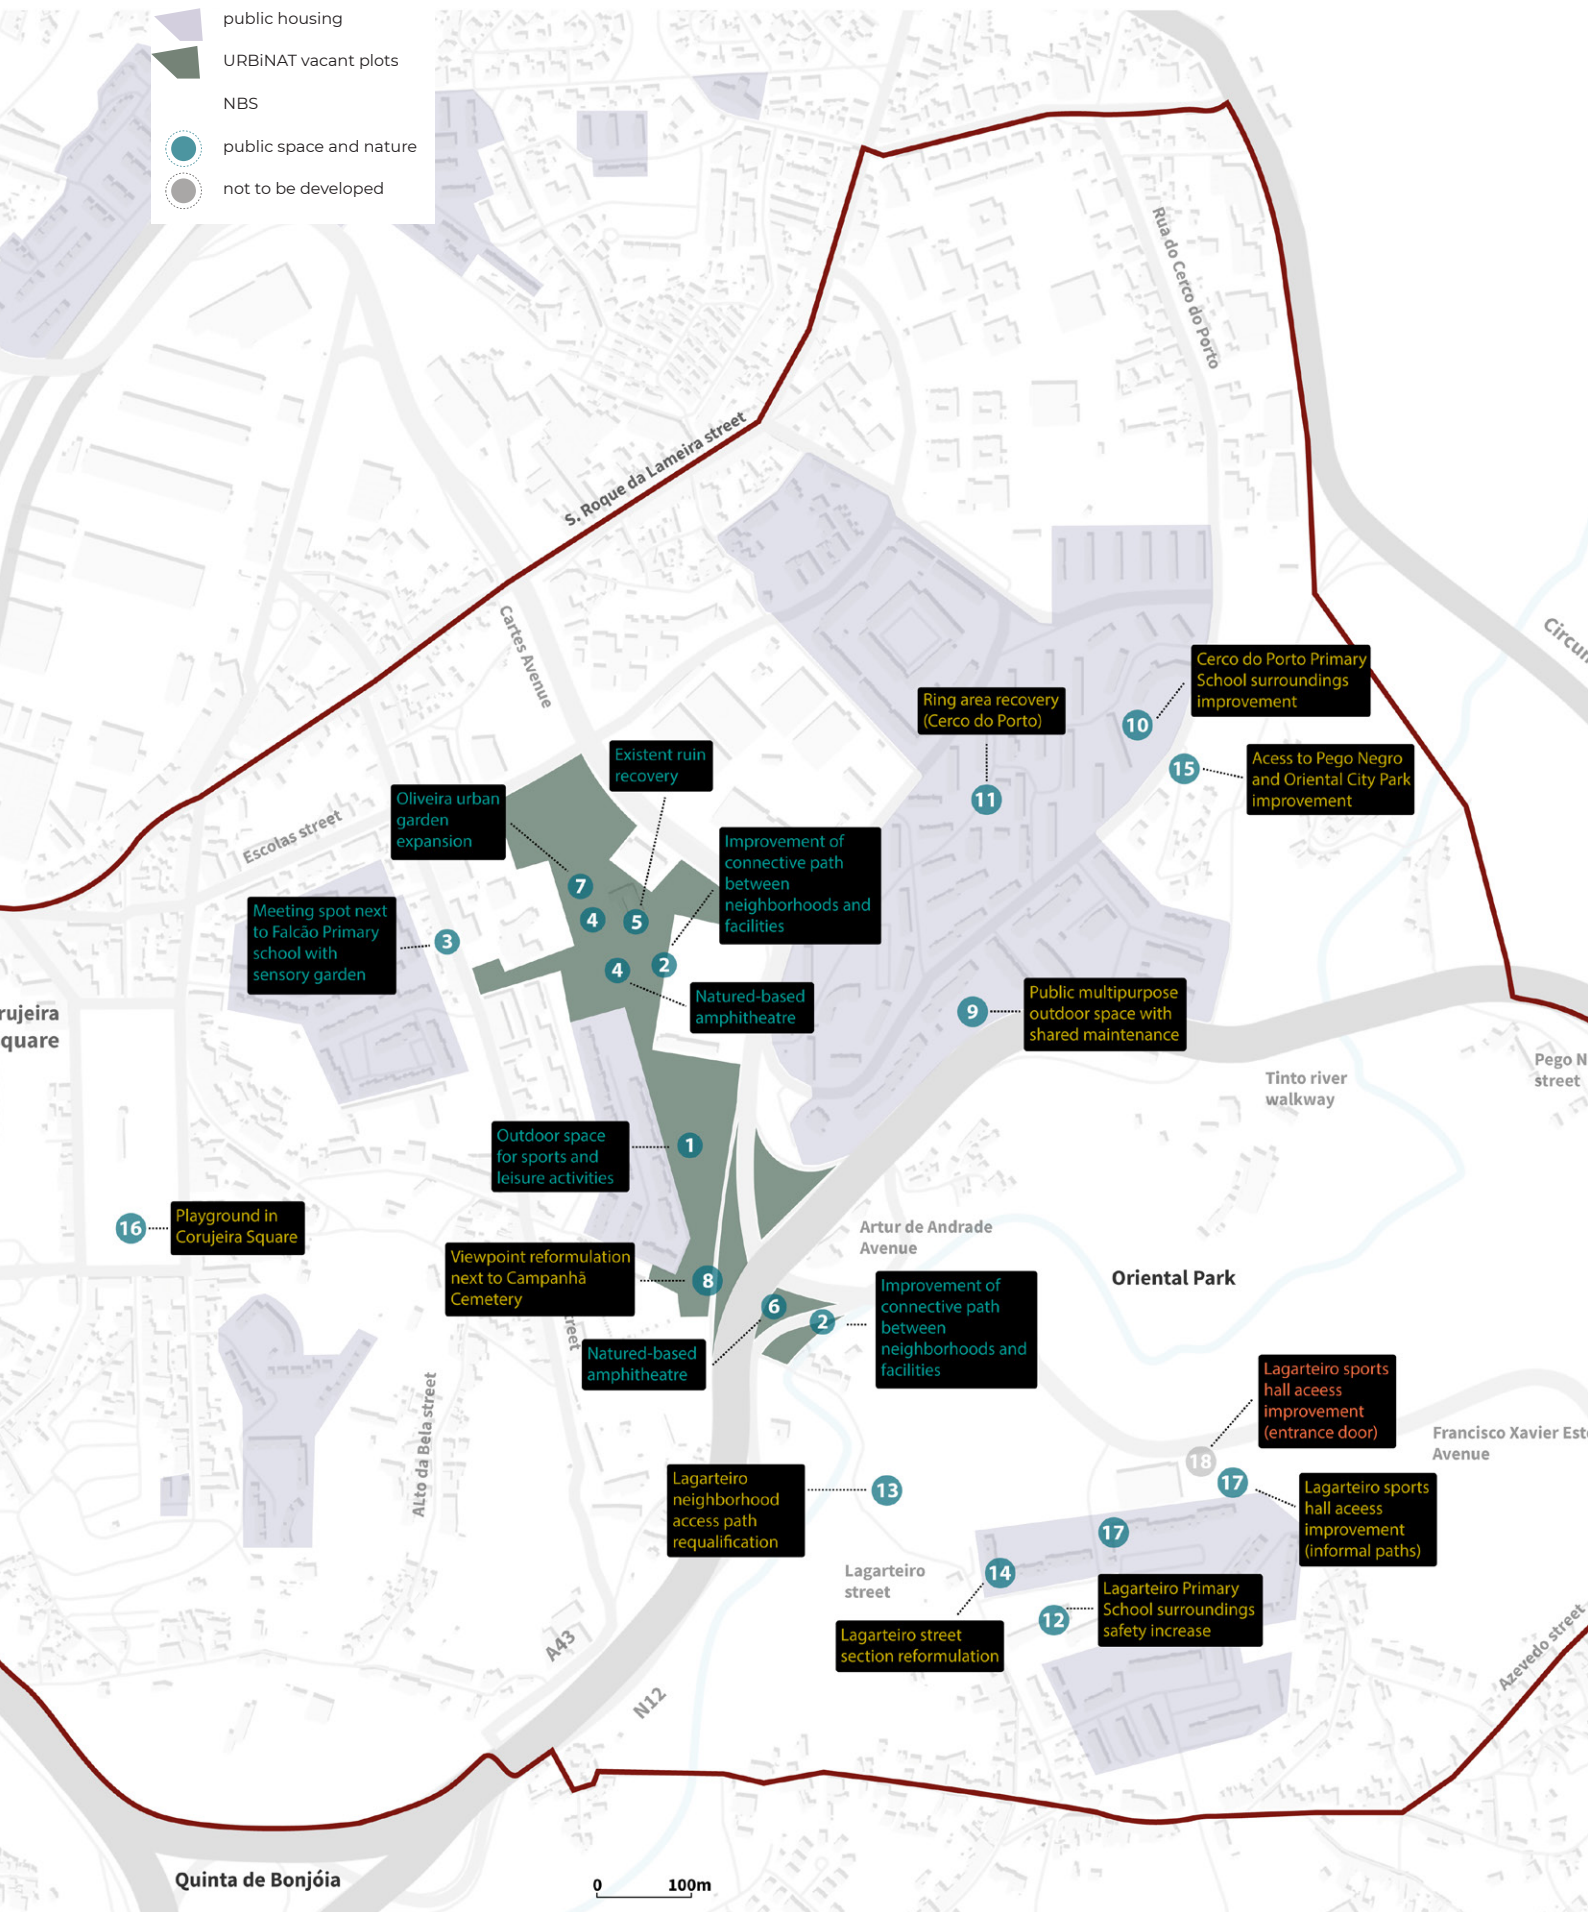 public housing
URBiNAT vacant plots
NBS
public space and nature
not to be developed
Rua do Cerco do Porto
S. Roque da Lameira street
Cartes Avenue
Cerco do Porto Primary
School surroundings
improvement
10
Ring area recovery
(Cerco do Porto)
11
15
Acess to Pego Negro
and Oriental City Park
improvement
Existent ruin
recovery
Oliveira urban
garden
expansion
Escolas street
Improvement of
connective path
between
neighborhoods and
facilities
7
4
5
4
2
Meeting spot next
to Falcão Primary
school with
sensory garden
3
Natured-based
amphitheatre
9
Public multipurpose
outdoor space with
shared maintenance
rujeira
quare
Tinto river
walkway
Pego N
street
Outdoor space
for sports and
leisure activities
1
16
Playground in
Corujeira Square
Artur de Andrade
Avenue
Viewpoint reformulation
next to Campanhã
Cemetery
8
Oriental Park
6
2
Improvement of
connective path
between
neighborhoods and
facilities
reet
Natured-based
amphitheatre
ALto da Bela street
Lagarteiro sports
hall aceess
improvement
(entrance door)
18
Francisco Xavier Est
Avenue
Lagarteiro
neighborhood
access path
requalification
13
17
Lagarteiro sports
hall aceess
improvement
(informal paths)
17
Lagarteiro
street
14
12
Lagarteiro Primary
School surroundings
safety increase
Lagarteiro street
section reformulation
A43
N12
Azevedo street
Quinta de Bonjóia
0
100m
Circun